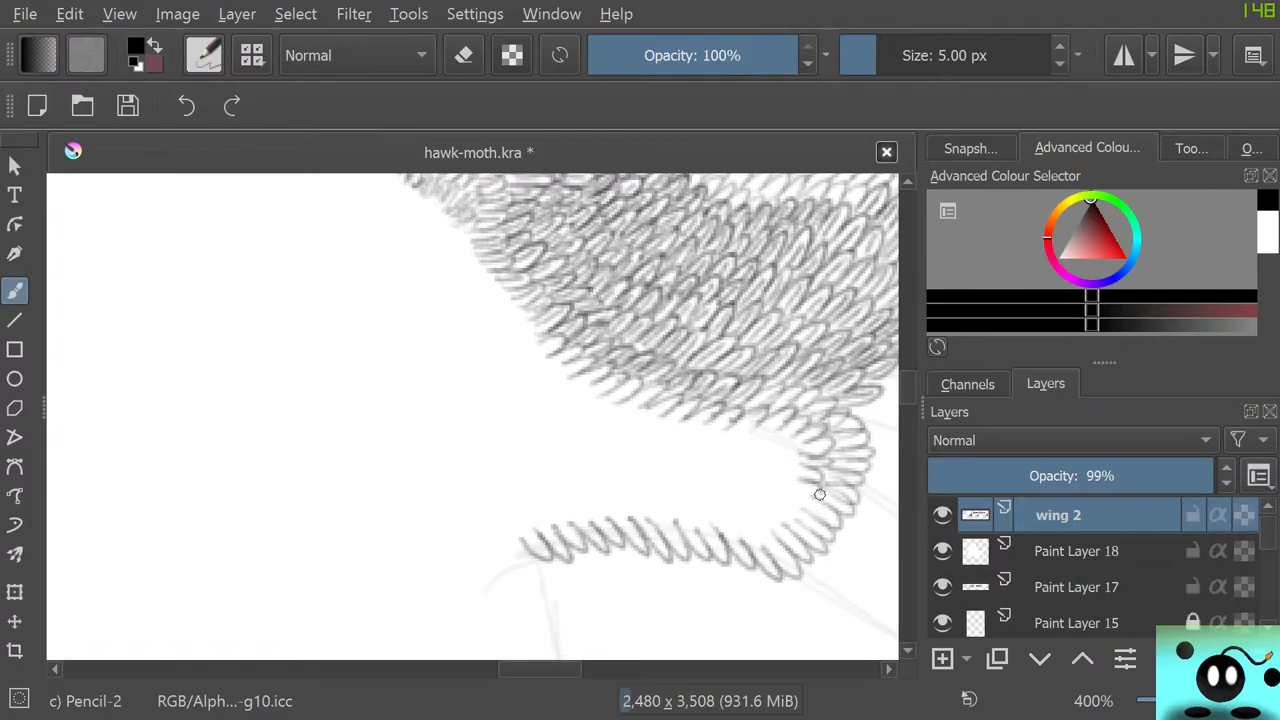 File Edit View Image Layer Select Filter Tools Settings Window Help
148
Normal
Opacity: 100%
Size: 5.00 px
hawk-moth.kra *
Snapsh...
Advanced Colou...
Too...
O...
Advanced Colour Selector
Channels
Layers
Layers
Normal
Opacity: 99%
wing 2
Paint Layer 18
Paint Layer 17
Paint Layer 15
c) Pencil-2
RGB/Alph...-g10.icc
2,480 x 3,508 (931.6 MiB)
400%